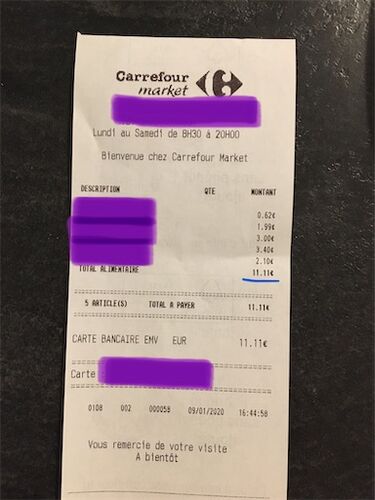 Carrefour
market
Lundi au Samedi de 8H30 à 20H00
Bienvenue chez Carrefour Market
DESCRIPTION QTE MONTANT
0.62€
1.99€
3.00€
3.40€
2.10€
TOTAL ALIMENTAIRE 11.11€
5 ARTICLE(S) TOTAL A PAYER 11.11€
CARTE BANCAIRE EMV EUR 11.11€
Carte
0108 002 000058 09/01/2020 16:44:58
Vous remercie de votre visite
A bientôt